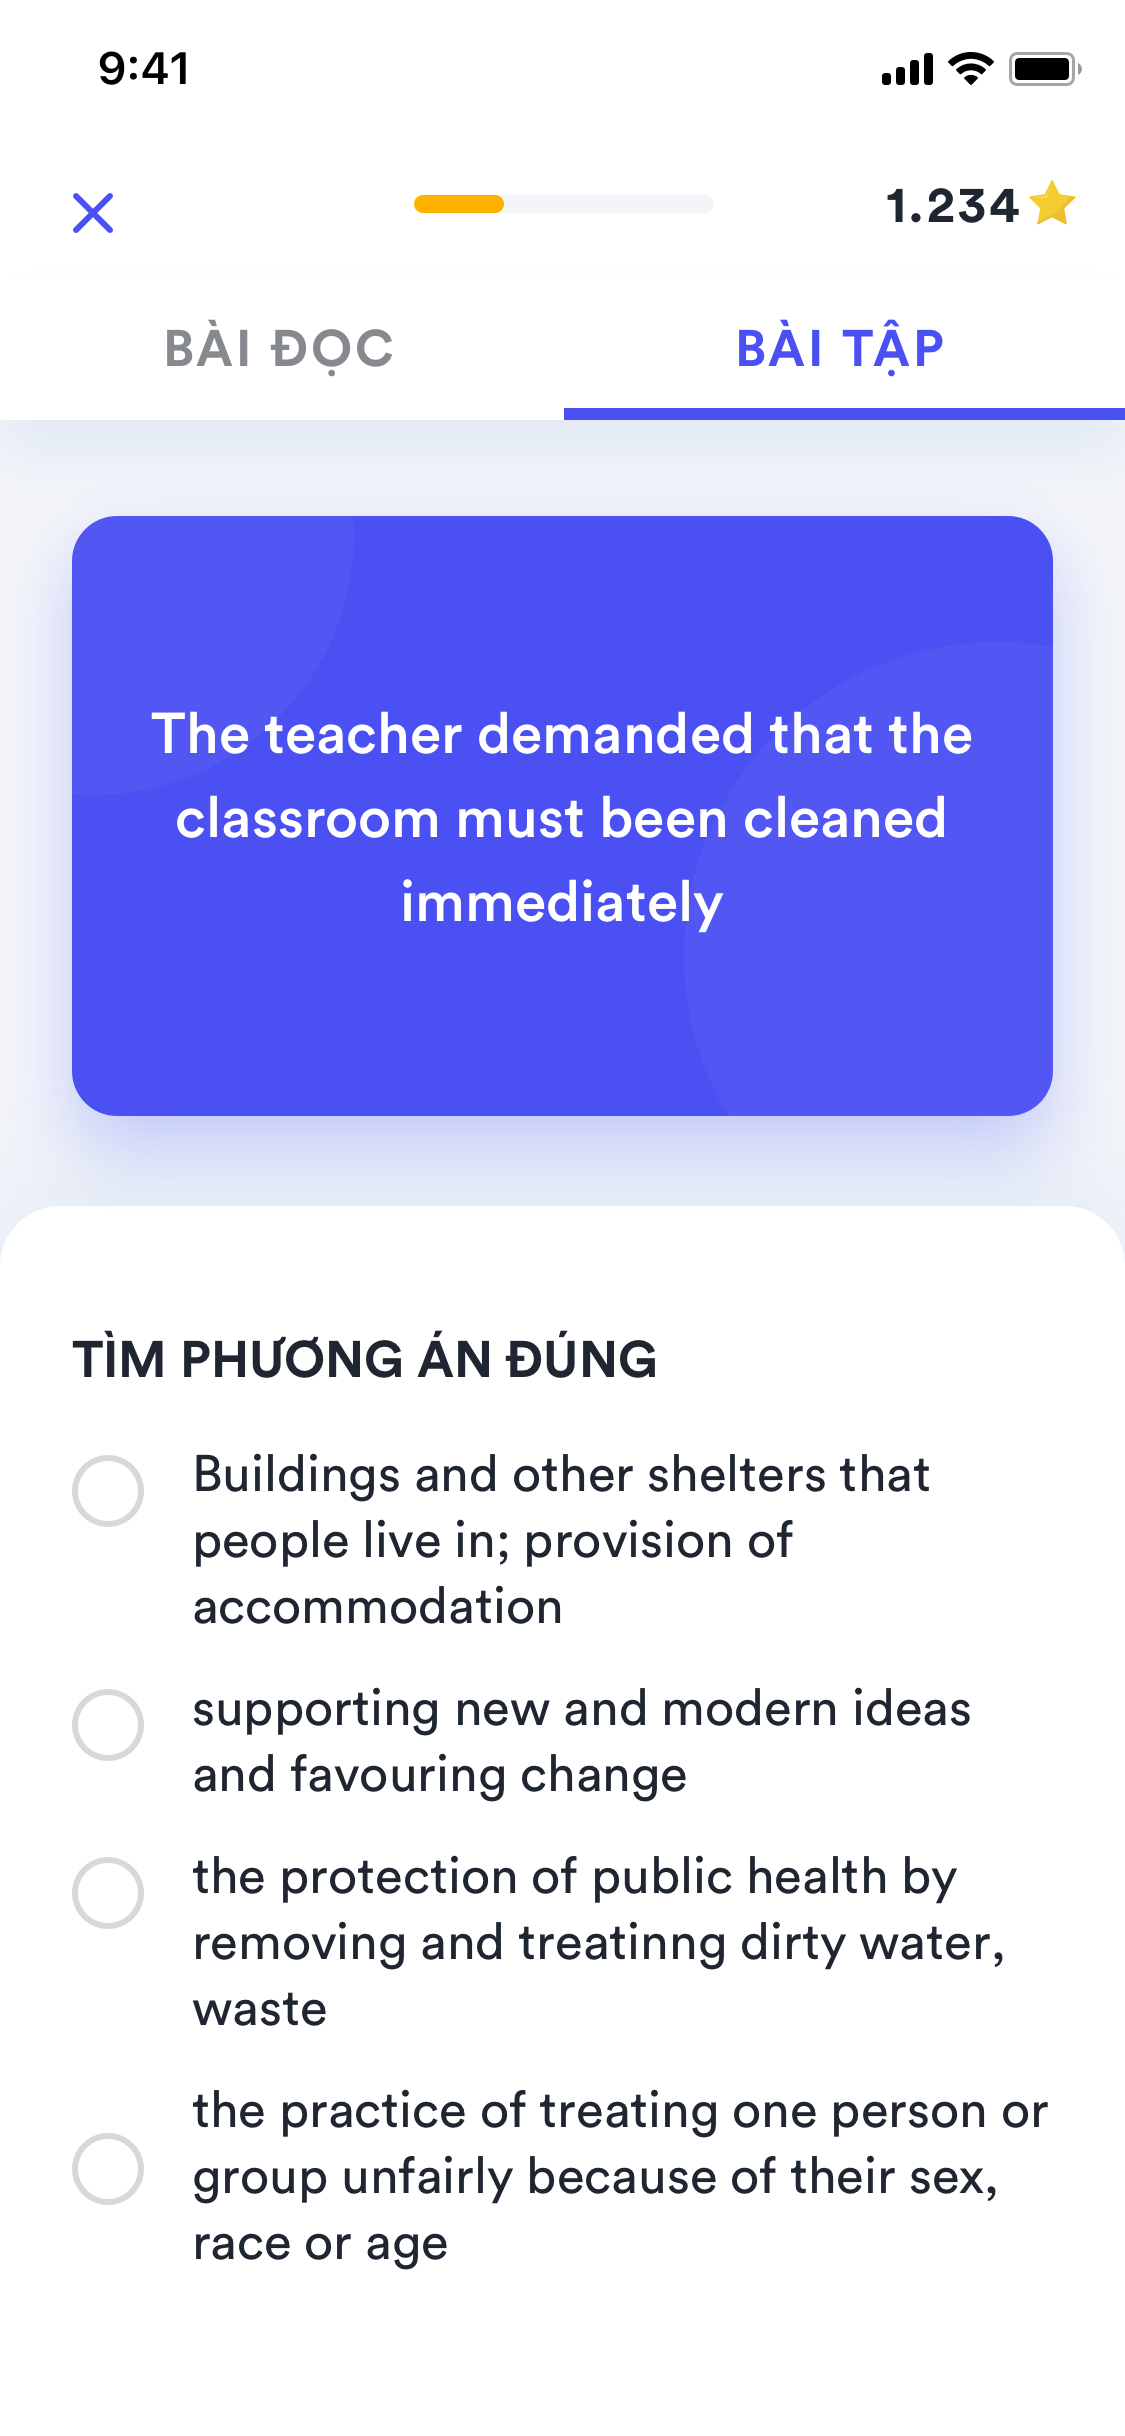 9:41
1.234
BÀI ĐỌC
BÀI TẬP
The teacher demanded that the
classroom must been cleaned
immediately
TÌM PHƯƠNG ÁN ĐÚNG
Buildings and other shelters that
people live in; provision of
accommodation
supporting new and modern ideas
and favouring change
the protection of public health by
removing and treatinng dirty water,
waste
the practice of treating one person or
group unfairly because of their sex,
race or age